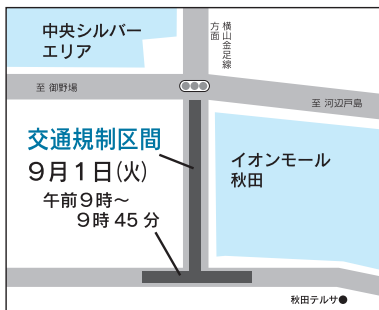 中央シルバー
エリア
横山金足線
方面
至 御野場
至 河辺戸島
交通規制区間
9月1日(火)
午前9時〜
9時45分
イオンモール
秋田
秋田テルサ●